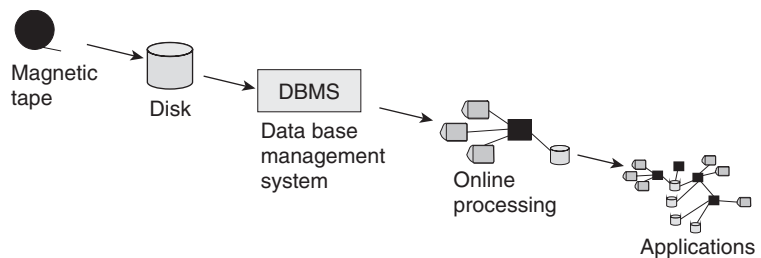 Magnetic
tape
Disk
DBMS
Data base
management
system
Online
processing
Applications